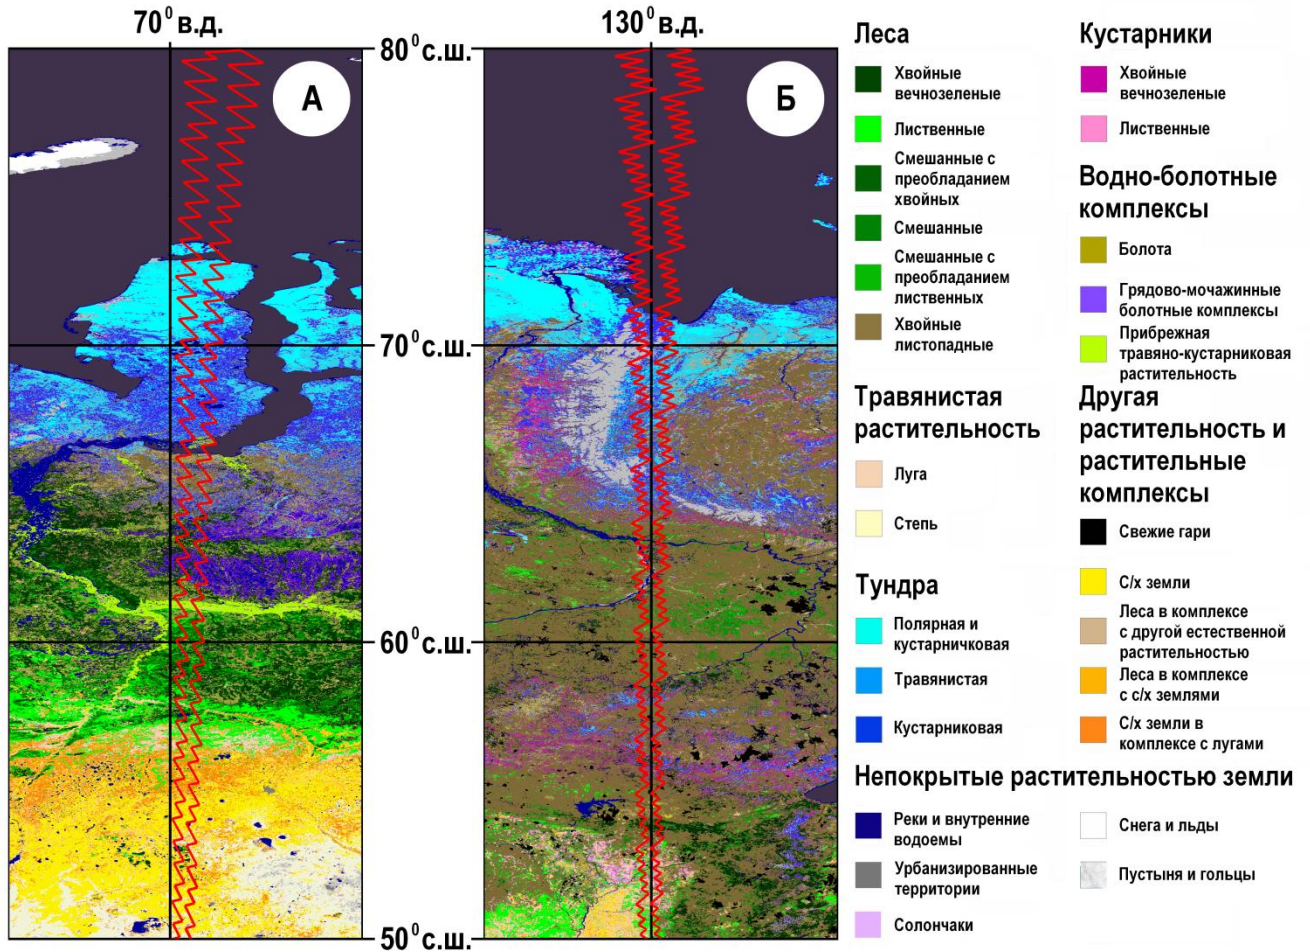 70⁰ в.д.
130⁰ в.д.
А
Б
80⁰ с.ш.
70⁰ с.ш.
60⁰ с.ш.
50⁰ с.ш.
Леса
Хвойные
вечнозеленые
Лиственные
Смешанные с
преобладанием
хвойных
Смешанные
Смешанные с
преобладанием
лиственных
Хвойные
листопадные
Травянистая
растительность
Луга
Степь
Тундра
Полярная и
кустарничковая
Травянистая
Кустарниковая
Кустарники
Хвойные
вечнозеленые
Лиственные
Водно-болотные
комплексы
Болота
Грядово-мочажинные
болотные комплексы
Прибрежная
травяно-кустарниковая
растительность
Другая
растительность и
растительные
комплексы
Свежие гари
С/х земли
Леса в комплексе
с другой естественной
растительностью
Леса в комплексе
с с/х землями
С/х земли в
комплексе с лугами
Непокрытые растительностью земли
Реки и внутренние
водоемы
Урбанизированные
территории
Солончаки
Снега и льды
Пустыня и гольцы